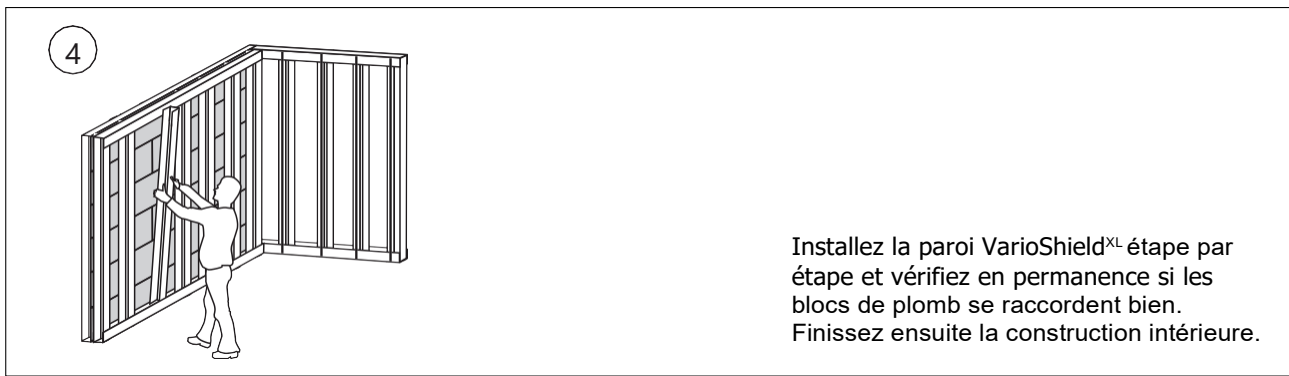 4
Installez la paroi VarioShieldXL étape par
étape et vérifiez en permanence si les
blocs de plomb se raccordent bien.
Finissez ensuite la construction intérieure.